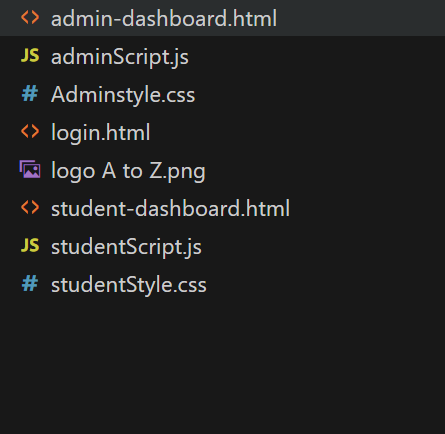 <> admin-dashboard.html
JS adminScript.js
# Adminstyle.css
<> login.html
logo A to Z.png
<> student-dashboard.html
JS studentScript.js
# studentStyle.css